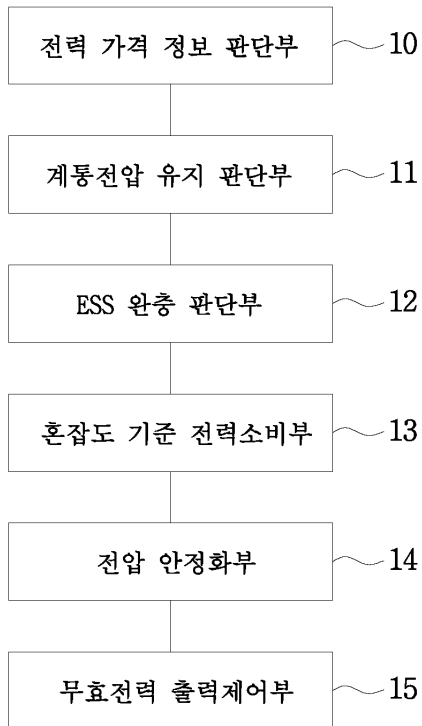 전력 가격 정보 판단부 10
계통전압 유지 판단부 11
ESS 완충 판단부 12
혼잡도 기준 전력소비부 13
전압 안정화부 14
무효전력 출력제어부 15